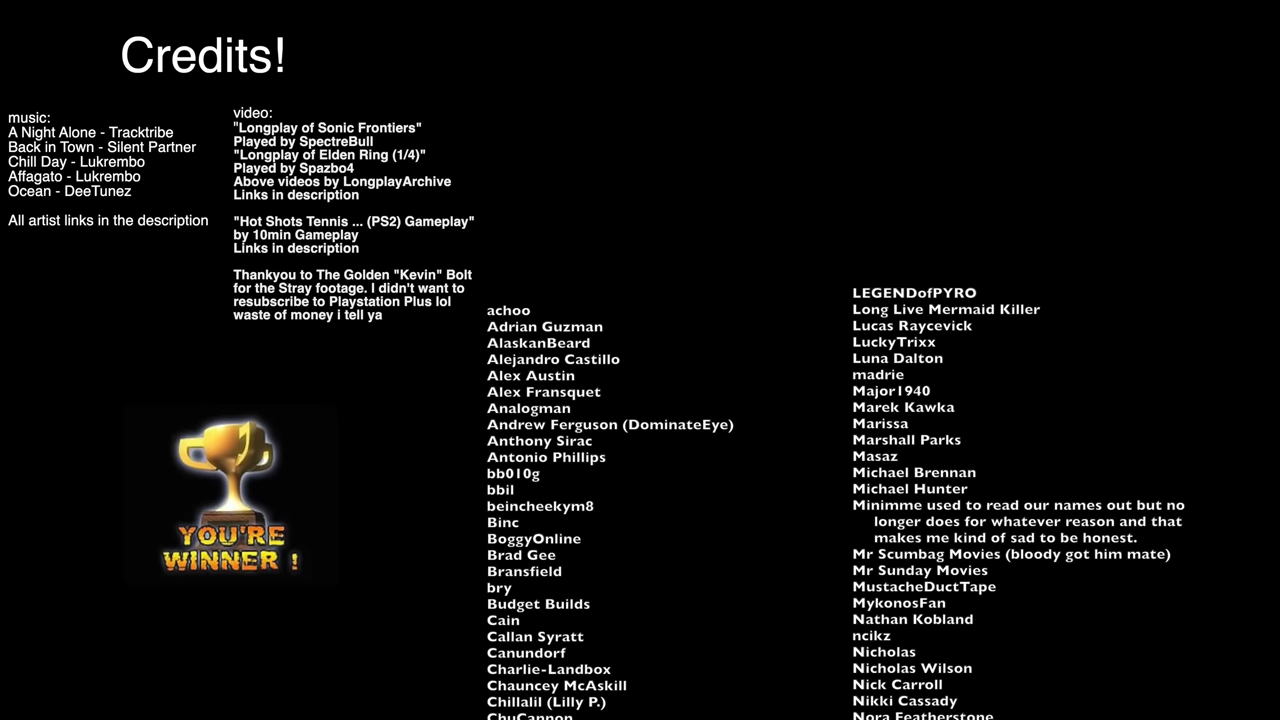 Credits!
music:
A Night Alone - Tracktribe
Back in Town - Silent Partner
Chill Day - Lukrembo
Affagato - Lukrembo
Ocean - DeeTunez
All artist links in the description
video:
"Longplay of Sonic Frontiers"
Played by SpectreBull
"Longplay of Elden Ring (1/4)"
Played by Spazbo4
Above videos by LongplayArchive
Links in description
"Hot Shots Tennis ... (PS2) Gameplay"
by 10min Gameplay
Links in description
Thankyou to The Golden "Kevin" Bolt
for the Stray footage. I didn't want to
resubscribe to Playstation Plus lol
waste of money i tell ya
YOU'RE
WINNER !
achoo
Adrian Guzman
AlaskanBeard
Alejandro Castillo
Alex Austin
Alex Fransquet
Analogman
Andrew Ferguson (DominateEye)
Anthony Sirac
Antonio Phillips
bb010g
bbil
beincheekym8
Binc
BoggyOnline
Brad Gee
Bransfield
bry
Budget Builds
Cain
Callan Syratt
Canundorf
Charlie-Landbox
Chauncey McAskill
Chillalil (Lilly P.)
ChuCannon
LEGENDofPYRO
Long Live Mermaid Killer
Lucas Raycevick
LuckyTrixx
Luna Dalton
madrie
Major1940
Marek Kawka
Marissa
Marshall Parks
Masaz
Michael Brennan
Michael Hunter
Minimme used to read our names out but no
longer does for whatever reason and that
makes me kind of sad to be honest.
Mr Scumbag Movies (bloody got him mate)
Mr Sunday Movies
MustacheDuctTape
MykonosFan
Nathan Kobland
ncikz
Nicholas
Nicholas Wilson
Nick Carroll
Nikki Cassady
Nora Featherstone